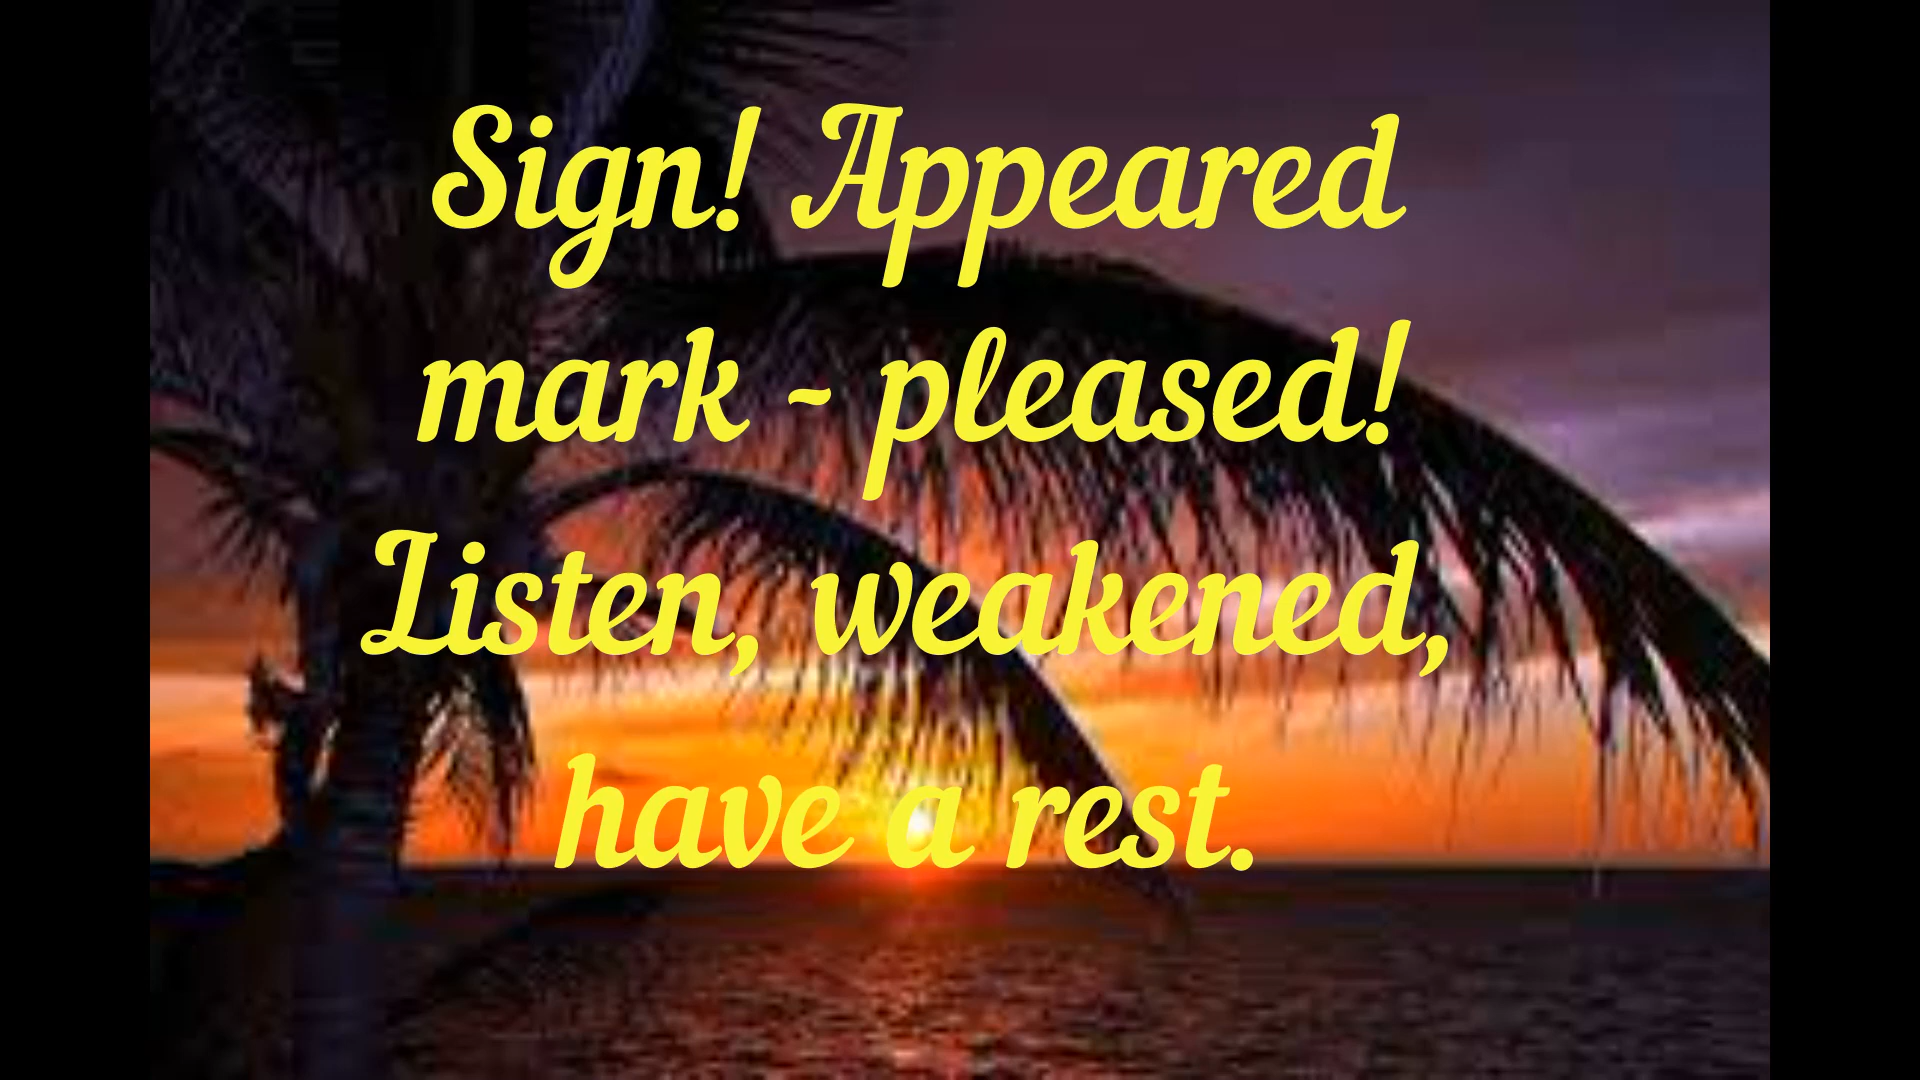 Sign! Appeared
mark - pleased!
Listen, weakened,
have a rest.